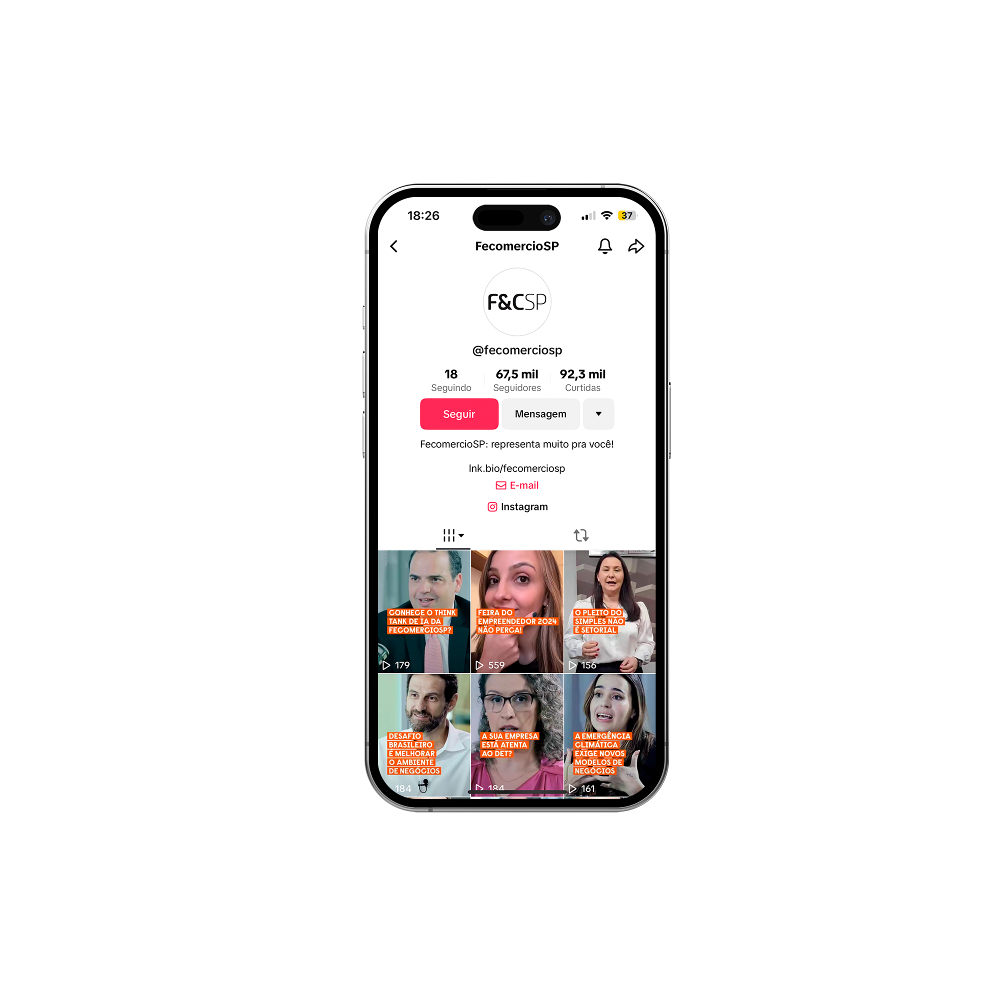 18:26
37
FecomercioSP
F&CSP
@fecomerciosp
18 67,5 mil 92,3 mil
Seguindo Seguidores Curtidas
Seguir Mensagem
FecomercioSP: representa muito pra você!
lnk.bio/fecomerciosp
E-mail
Instagram
CONHECE O THINK
TANK DE IA DA
FECOMERCIOSP?
179
FEIRA DO
EMPREENDEDOR 2024
NÃO PERCA!
559
O PLEITO DO
SIMPLES NÃO
É SETORIAL
156
DESAFIO
BRASILEIRO
É MELHORAR
O AMBIENTE
DE NEGÓCIOS
184
A SUA EMPRESA
ESTÁ ATENTA
AO DET?
184
A EMERGÊNCIA
CLIMÁTICA
EXIGE NOVOS
MODELOS DE
NEGÓCIOS
161